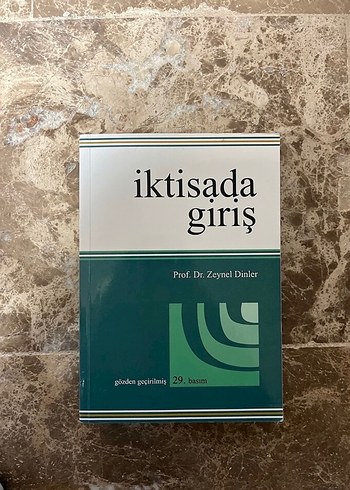 iktisada
giriş
Prof. Dr. Zeynel Dinler
gözden geçirilmiş 29. basım